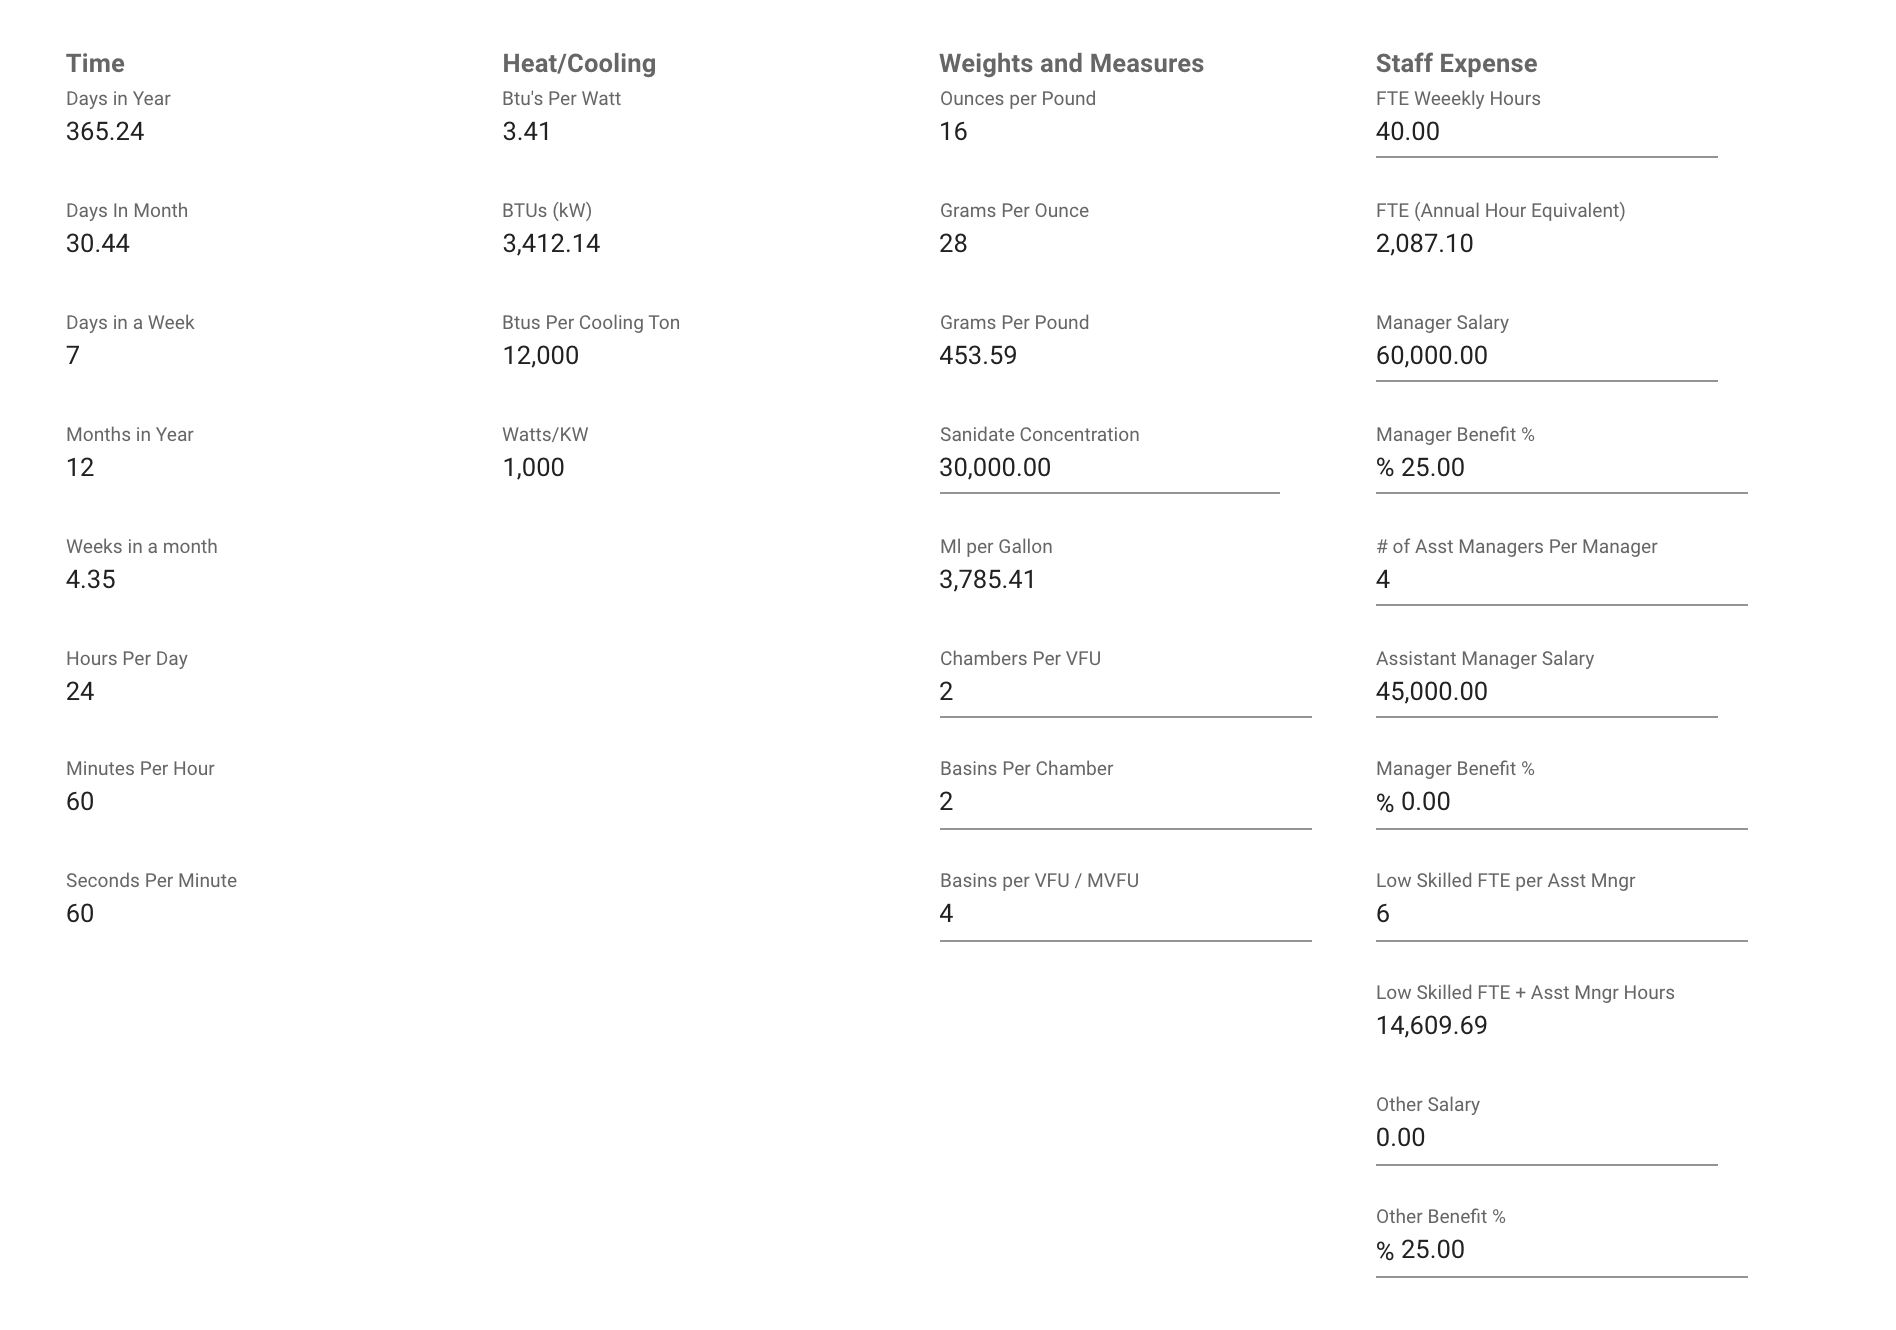 Time
Days in Year
365.24
Days In Month
30.44
Days in a Week
7
Months in Year
12
Weeks in a month
4.35
Hours Per Day
24
Minutes Per Hour
60
Seconds Per Minute
60
Heat/Cooling
Btu's Per Watt
3.41
BTUs (kW)
3,412.14
Btus Per Cooling Ton
12,000
Watts/KW
1,000
Weights and Measures
Ounces per Pound
16
Grams Per Ounce
28
Grams Per Pound
453.59
Sanidate Concentration
30,000.00
Ml per Gallon
3,785.41
Chambers Per VFU
2
Basins Per Chamber
2
Basins per VFU / MVFU
4
Staff Expense
FTE Weeekly Hours
40.00
FTE (Annual Hour Equivalent)
2,087.10
Manager Salary
60,000.00
Manager Benefit %
% 25.00
# of Asst Managers Per Manager
4
Assistant Manager Salary
45,000.00
Manager Benefit %
% 0.00
Low Skilled FTE per Asst Mngr
6
Low Skilled FTE + Asst Mngr Hours
14,609.69
Other Salary
0.00
Other Benefit %
% 25.00